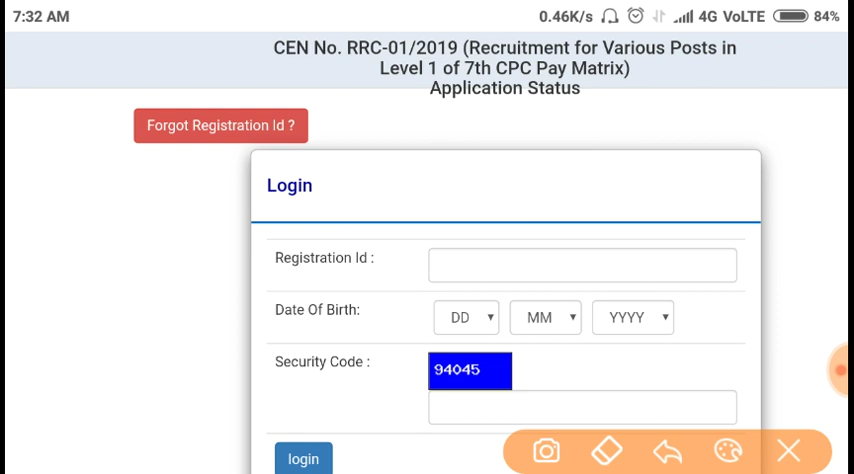 7:32 AM 0.46K/s 4G VoLTE 84%
CEN No. RRC-01/2019 (Recruitment for Various Posts in
Level 1 of 7th CPC Pay Matrix)
Application Status
Forgot Registration Id ?
Login
Registration Id :
Date Of Birth: DD MM YYYY
Security Code : 94045
login